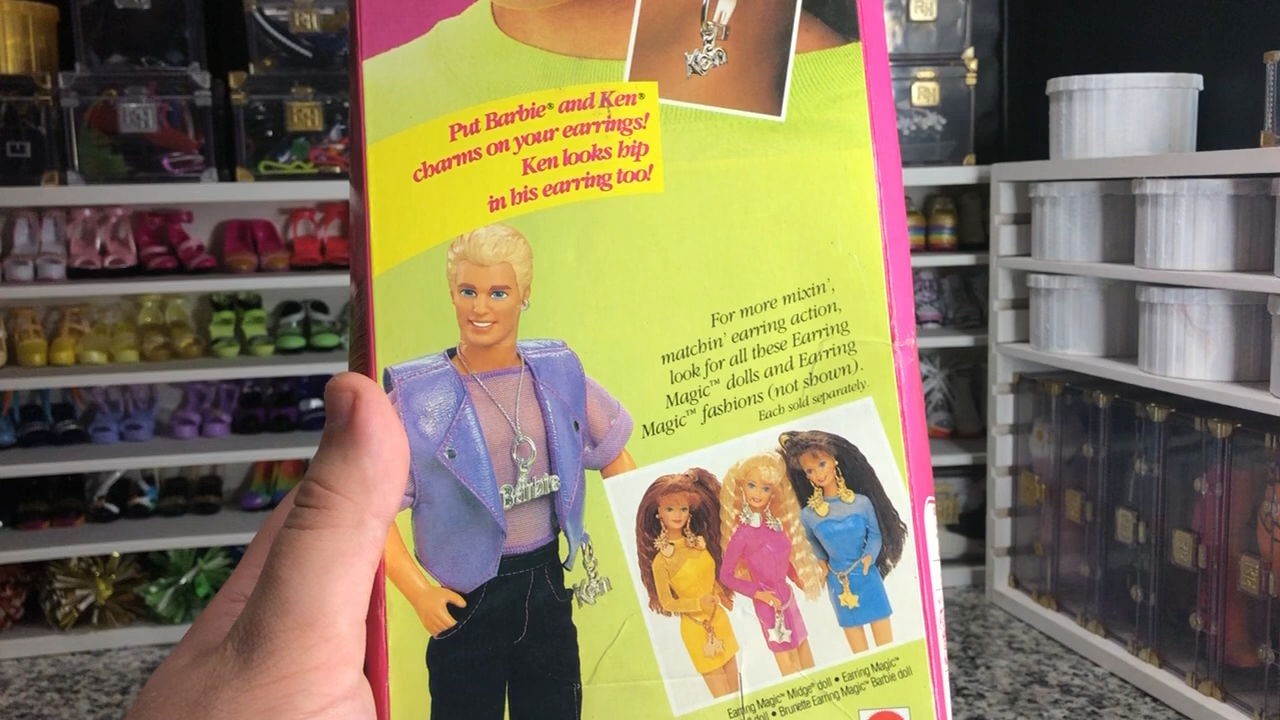 Ken
Put Barbie® and Ken®
charms on your earrings!
Ken looks hip
in his earring too!
For more mixin',
matchin' earring action,
look for all these Earring
Magic™ dolls and Earring
Magic™ fashions (not shown).
Each sold separately.
Barbie
Ken
Earring Magic™ Midge® doll • Earring Magic™
doll • Brunette Earring Magic™ Barbie doll